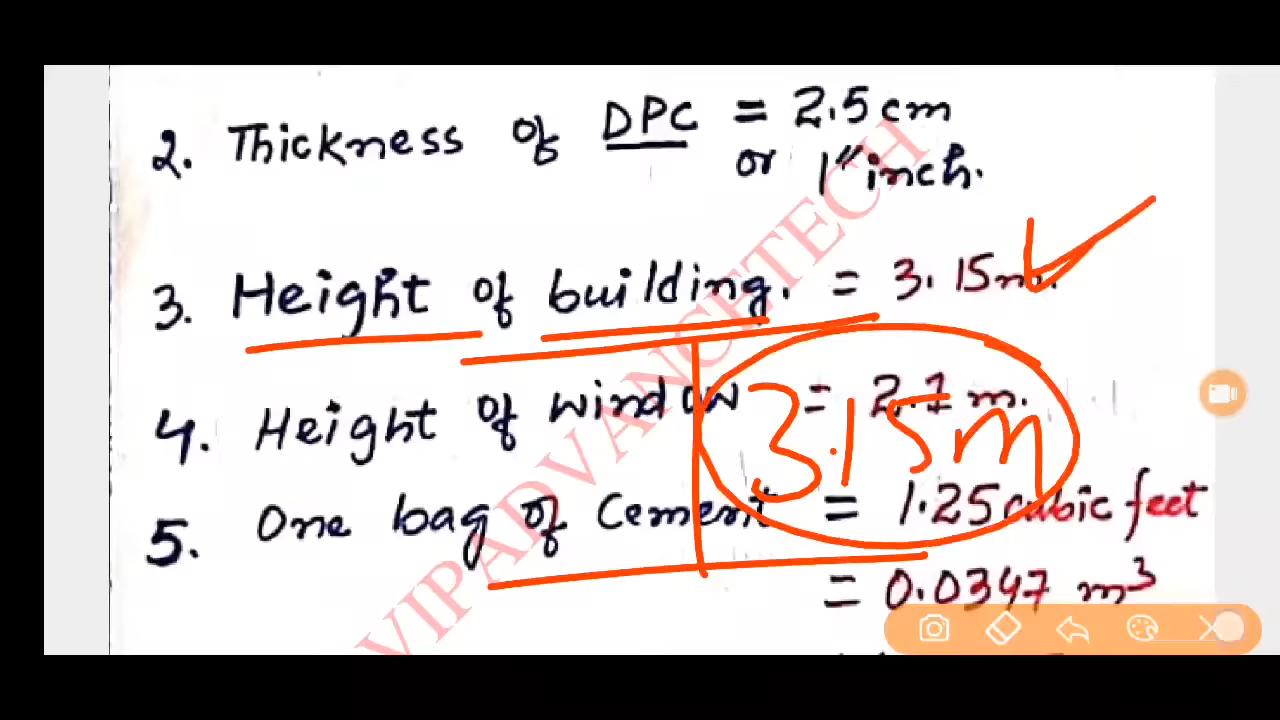 2. Thickness of DPC = 2.5 cm
or 1" inch.
3. Height of building. = 3.15m.
4. Height of window = 2.1 m.
3.15m
5. One bag of Cement = 1.25 cubic feet
= 0.0347 m³
VIPADVANCETECH